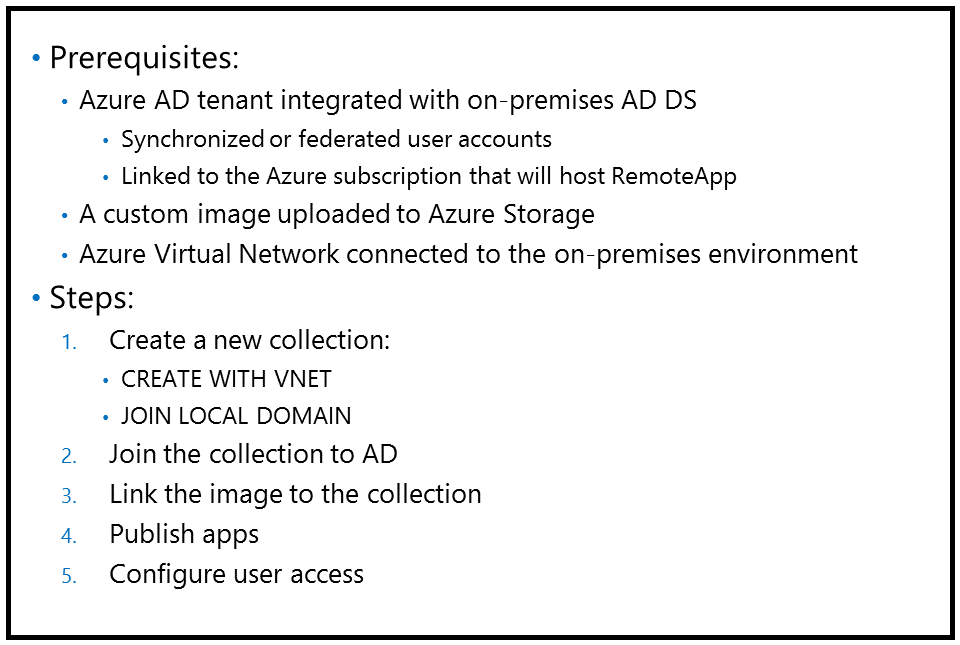 • Prerequisites:
• Azure AD tenant integrated with on-premises AD DS
• Synchronized or federated user accounts
• Linked to the Azure subscription that will host RemoteApp
• A custom image uploaded to Azure Storage
• Azure Virtual Network connected to the on-premises environment
• Steps:
1. Create a new collection:
• CREATE WITH VNET
• JOIN LOCAL DOMAIN
2. Join the collection to AD
3. Link the image to the collection
4. Publish apps
5. Configure user access